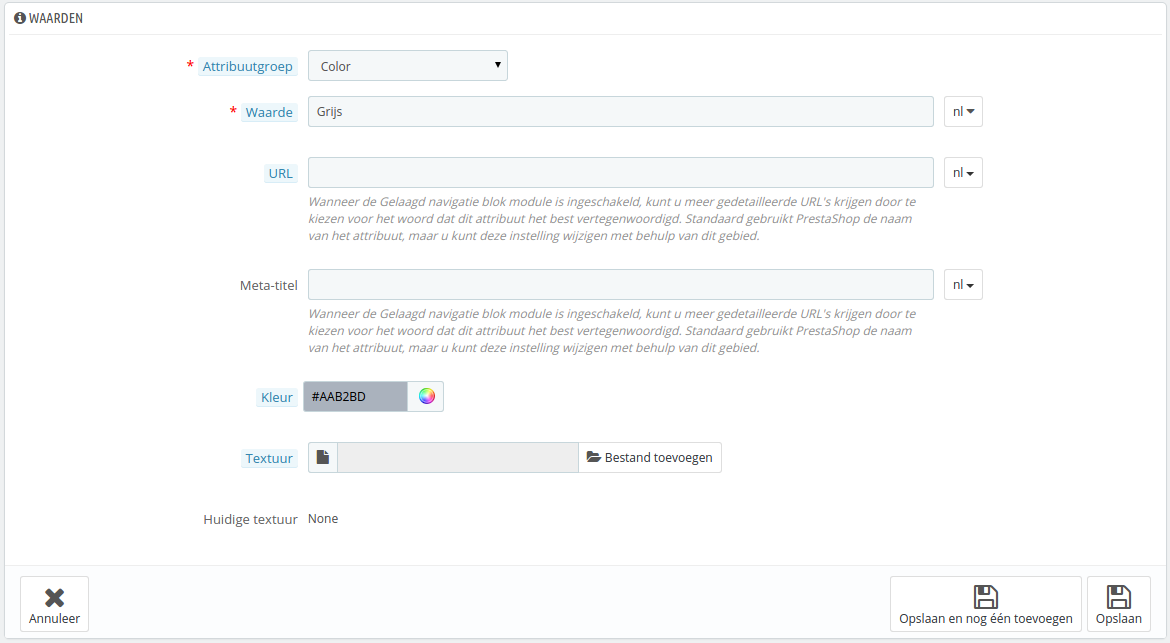 WAARDEN
* Attribuutgroep Color
* Waarde Grijs nl
URL nl
Wanneer de Gelaagd navigatie blok module is ingeschakeld, kunt u meer gedetailleerde URL's krijgen door te
kiezen voor het woord dat dit attribuut het best vertegenwoordigd. Standaard gebruikt PrestaShop de naam
van het attribuut, maar u kunt deze instelling wijzigen met behulp van dit gebied.
Meta-titel nl
Wanneer de Gelaagd navigatie blok module is ingeschakeld, kunt u meer gedetailleerde URL's krijgen door te
kiezen voor het woord dat dit attribuut het best vertegenwoordigd. Standaard gebruikt PrestaShop de naam
van het attribuut, maar u kunt deze instelling wijzigen met behulp van dit gebied.
Kleur #AAB2BD
Textuur Bestand toevoegen
Huidige textuur None
Annuleer Opslaan en nog één toevoegen Opslaan